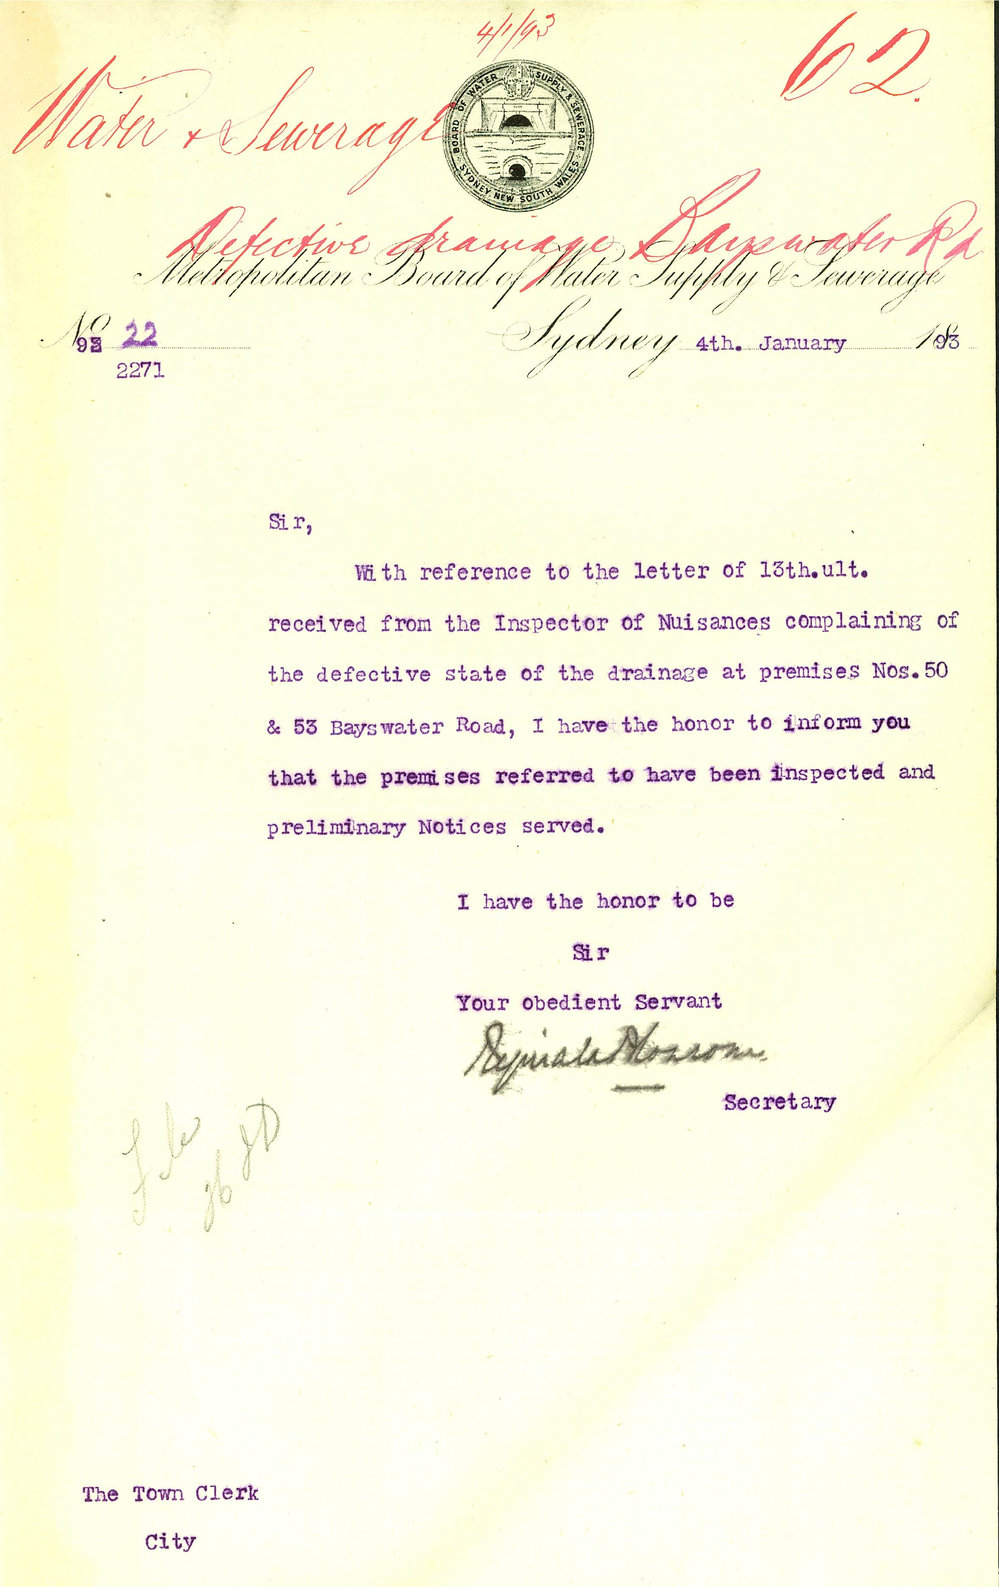 4/1/93
62.
Water & Sewerage
BOARD OF WATER SUPPLY & SEWERAGE
SYDNEY, NEW SOUTH WALES
Defective drainage Bayswater Rd
Metropolitan Board of Water Supply & Sewerage
No 93 22
2271
Sydney 4th. January 1893
Sir,
With reference to the letter of 13th.ult.
received from the Inspector of Nuisances complaining of
the defective state of the drainage at premises Nos.50
& 53 Bayswater Road, I have the honor to inform you
that the premises referred to have been inspected and
preliminary Notices served.
I have the honor to be
Sir
Your obedient Servant
Secretary
The Town Clerk
City